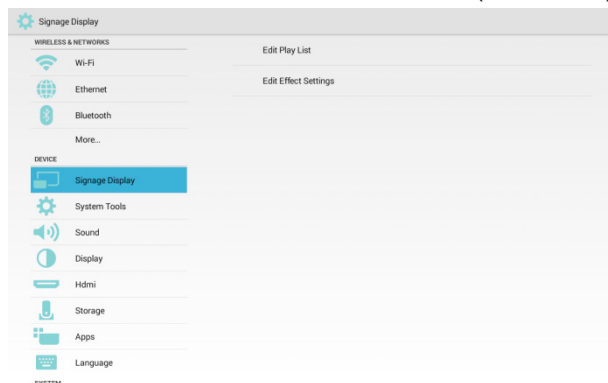 Signage Display
WIRELESS & NETWORKS
Wi-Fi
Ethernet
Bluetooth
More...
DEVICE
Signage Display
System Tools
Sound
Display
Hdmi
Storage
Apps
Language
SYSTEM
Edit Play List
Edit Effect Settings